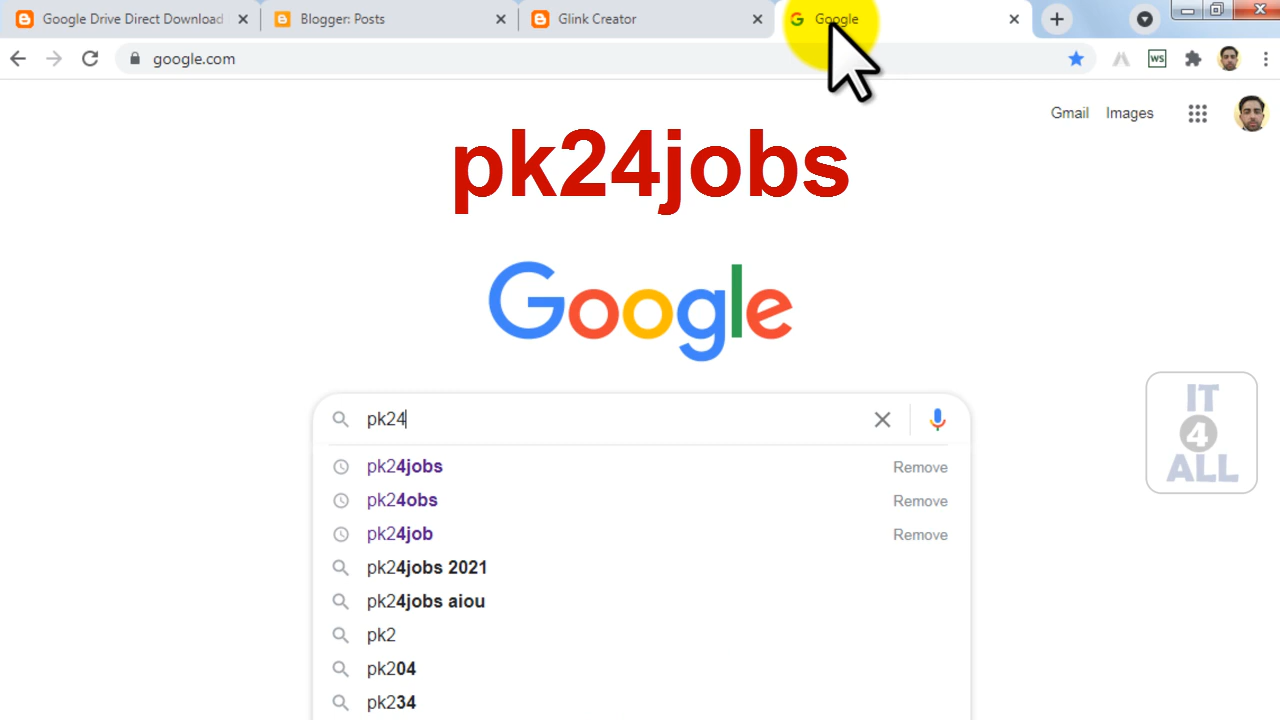 Google Drive Direct Download
Blogger: Posts
Glink Creator
Google
google.com
ws
Gmail
Images
pk24jobs
Google
pk24
pk24jobs
Remove
pk24obs
Remove
pk24job
Remove
pk24jobs 2021
pk24jobs aiou
pk2
pk204
pk234
IT
4
ALL